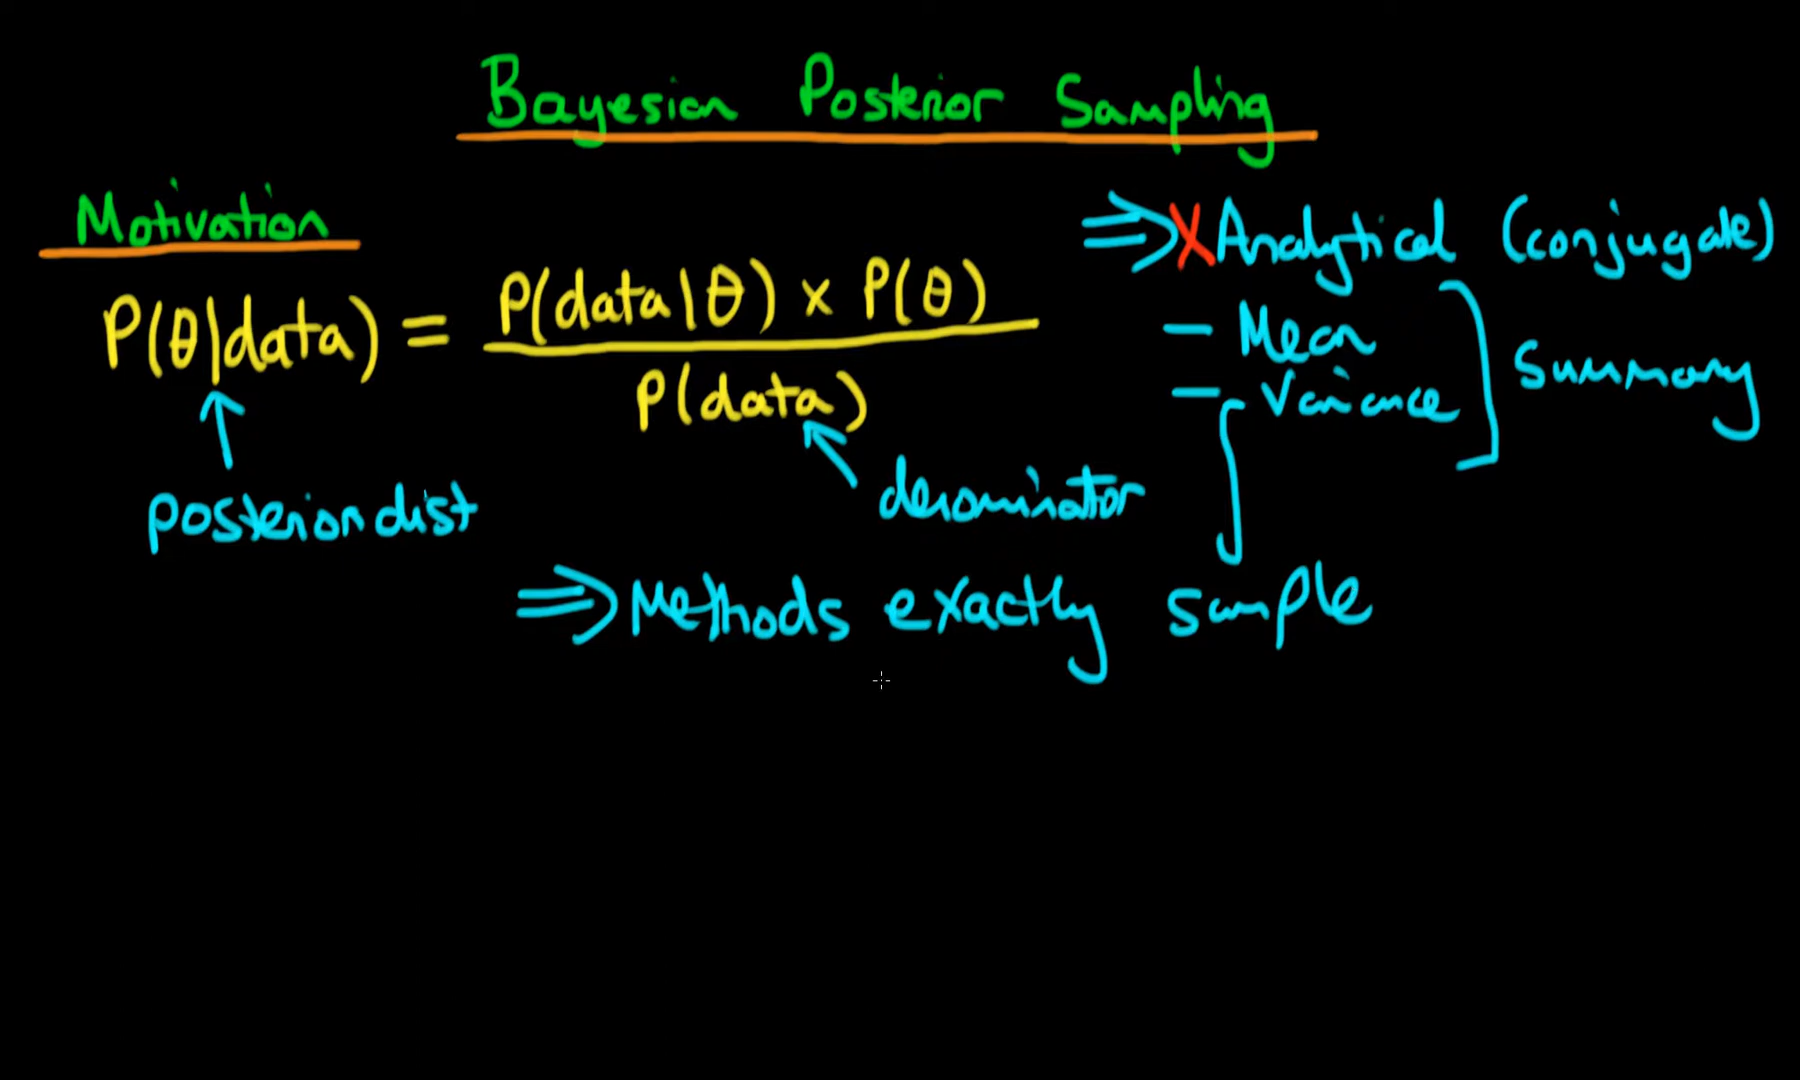 Bayesian Posterior Sampling
Motivation
P(θ|data) = P(data|θ) x P(θ)
P(data)
posterior dist
denominator
⇒ X Analytical (conjugate)
- Mean
- Variance
] Summary
∫
⇒ Methods exactly sample